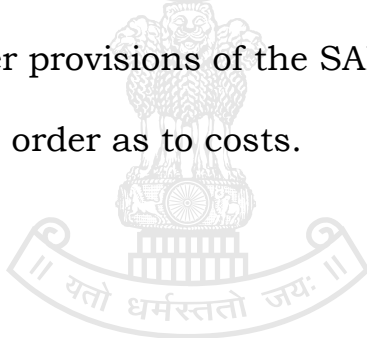 er provisions of the SA
order as to costs.
॥ यतो धर्मस्ततो जयः ॥